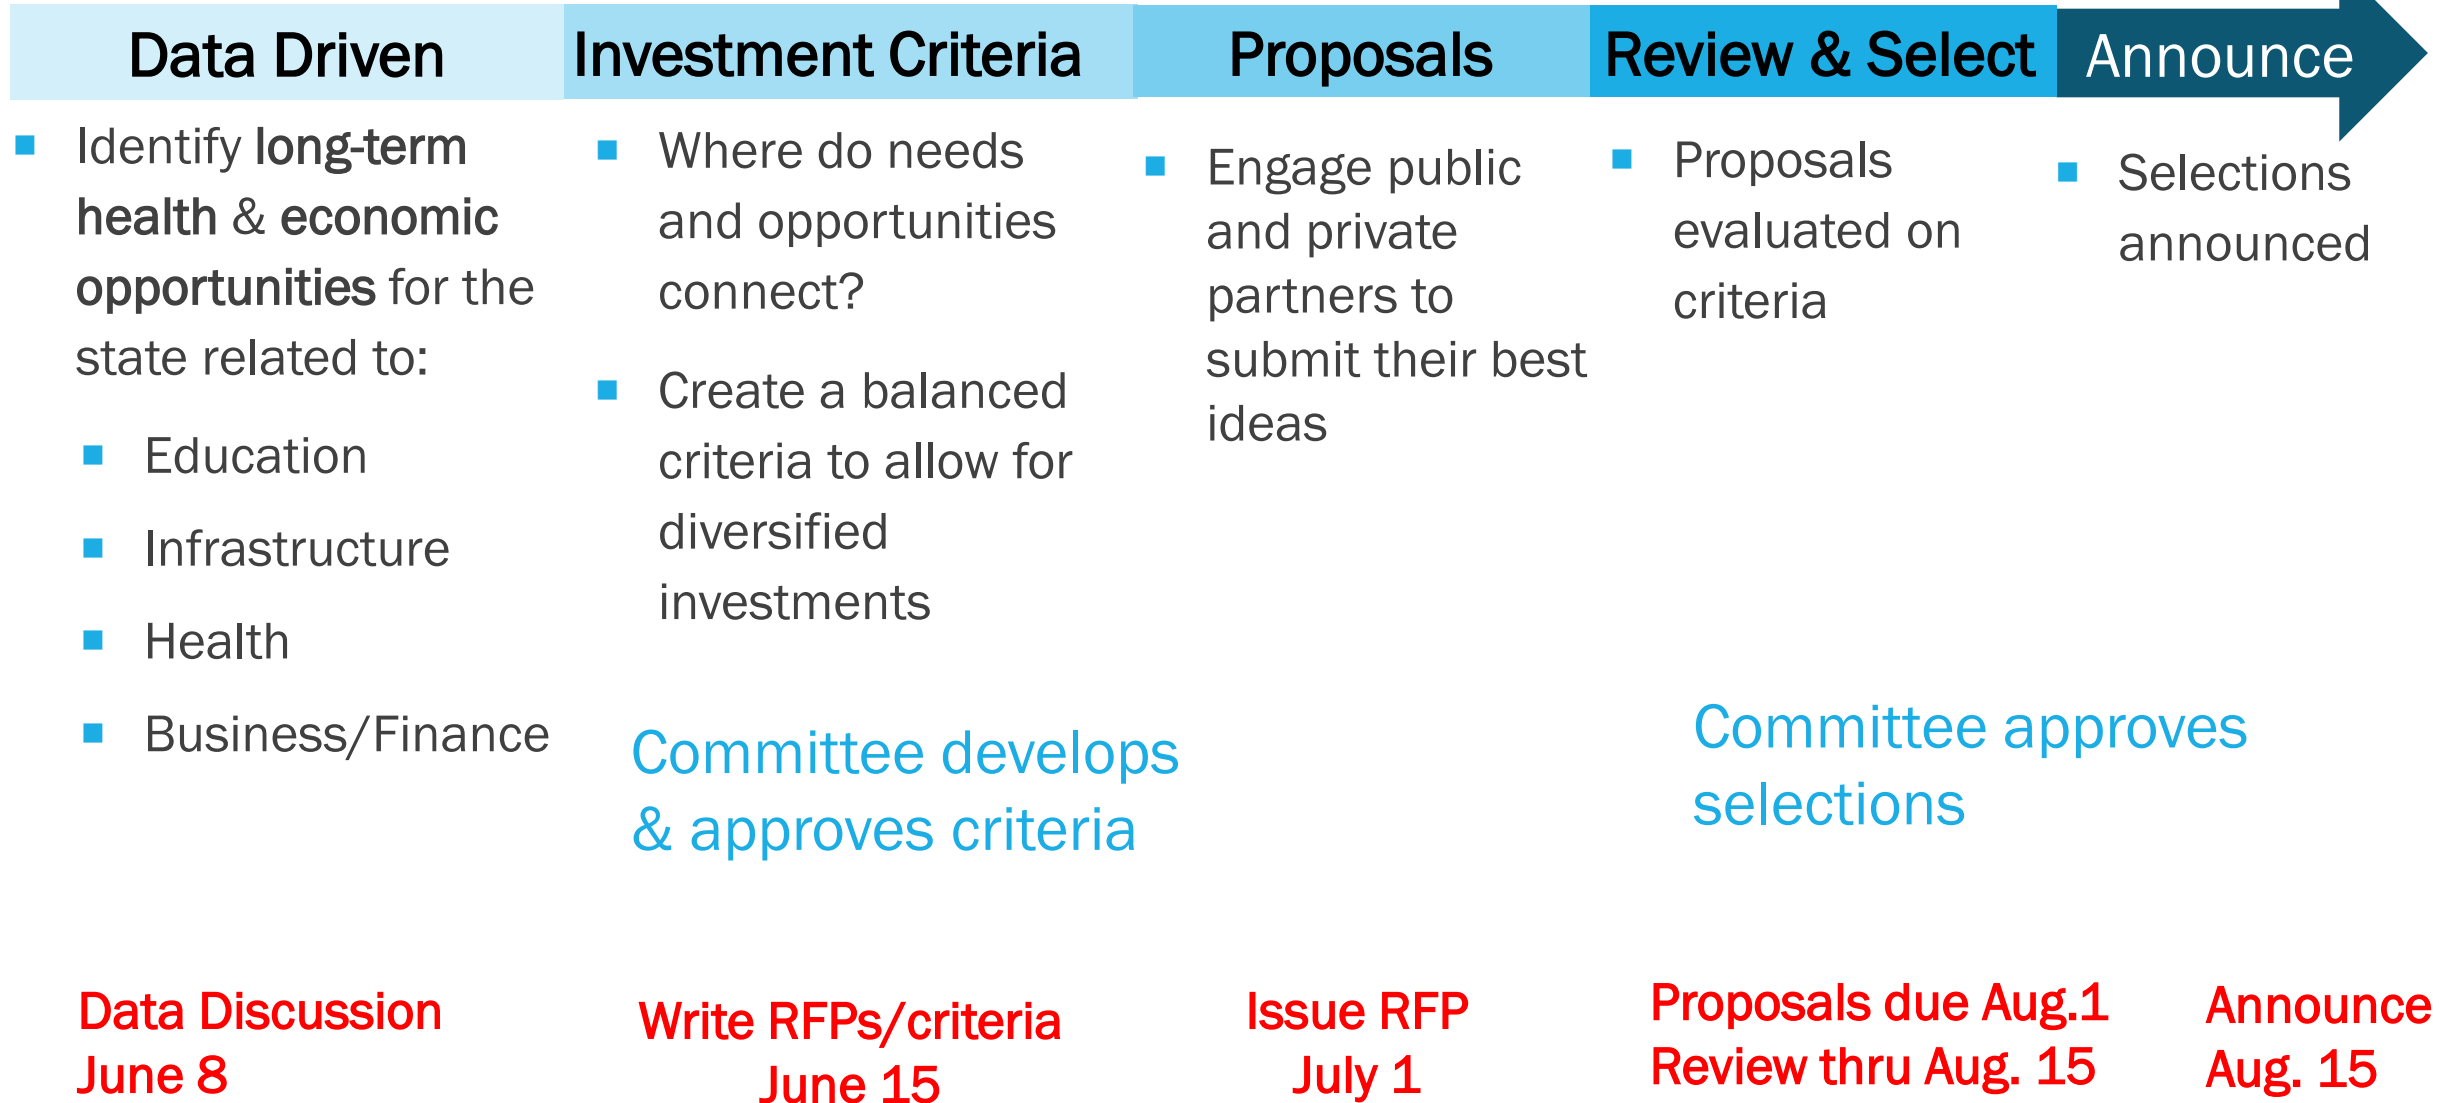 Data Driven
Investment Criteria
Proposals
Review & Select
Announce
Identify long-term
health & economic
opportunities for the
state related to:
Education
Infrastructure
Health
Business/Finance
Where do needs
and opportunities
connect?
Create a balanced
criteria to allow for
diversified
investments
Committee develops
& approves criteria
Engage public
and private
partners to
submit their best
ideas
Proposals
evaluated on
criteria
Selections
announced
Committee approves
selections
Data Discussion
June 8
Write RFPs/criteria
June 15
Issue RFP
July 1
Proposals due Aug.1
Review thru Aug. 15
Announce
Aug. 15